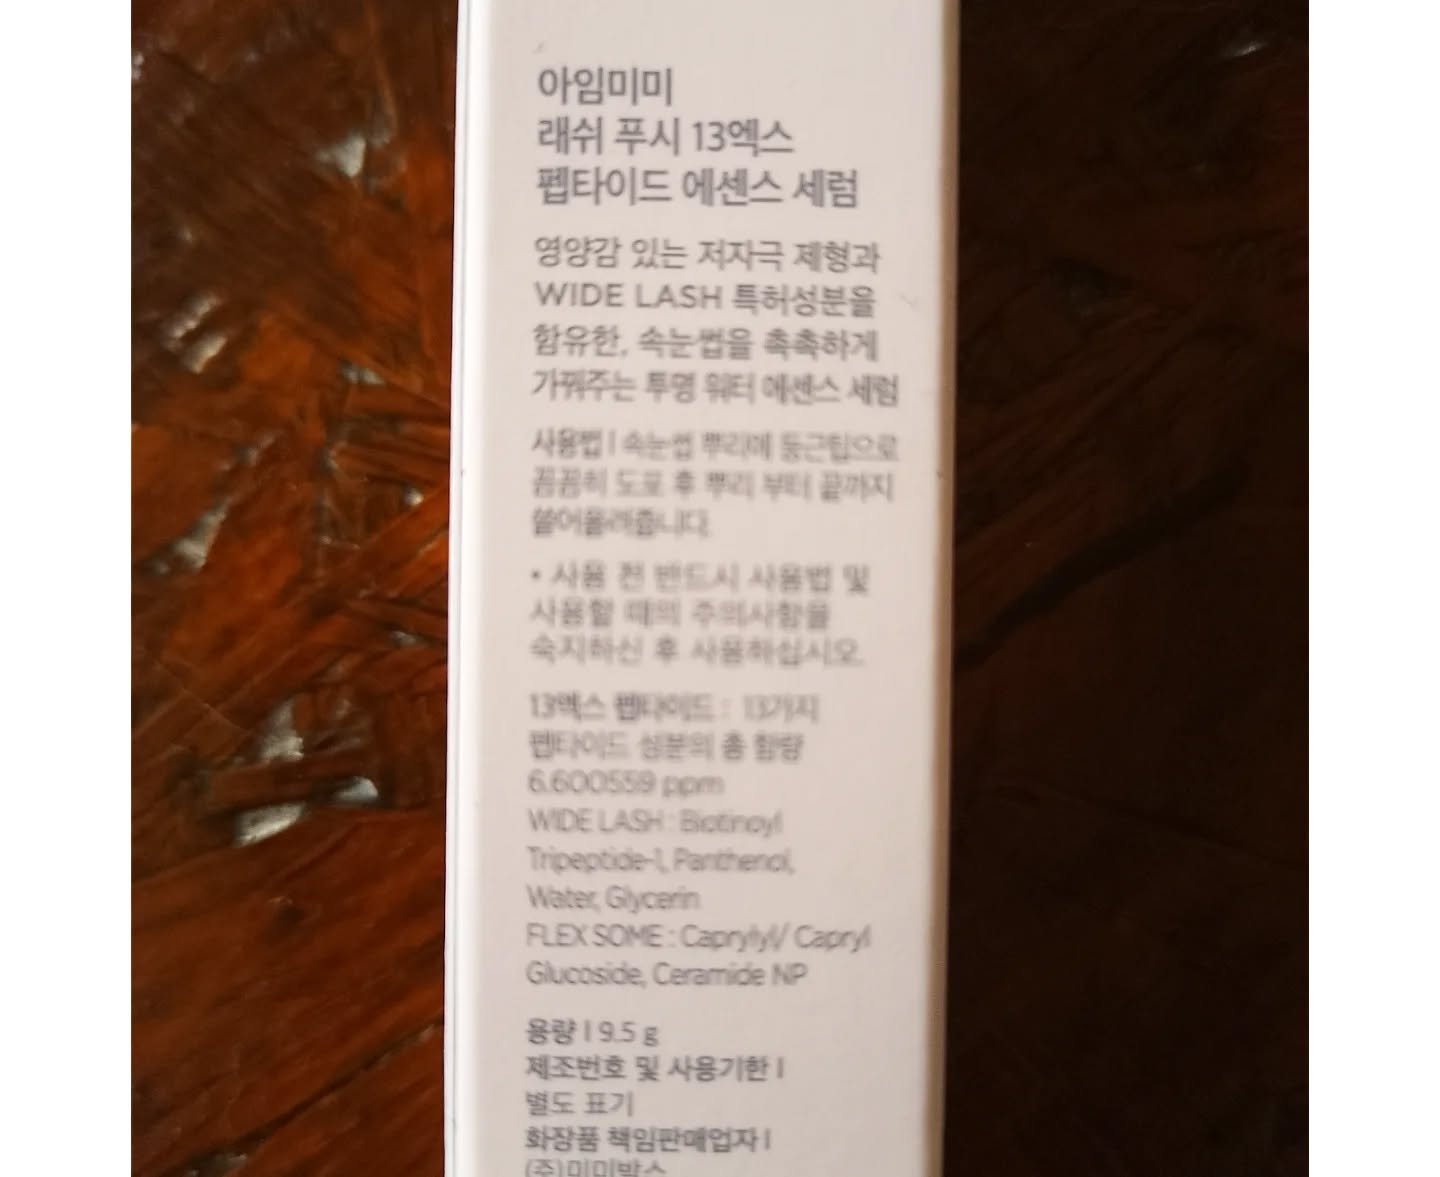 아임미미
래쉬 푸시 13엑스
펩타이드 에센스 세럼
영양감 있는 저자극 제형과
WIDE LASH 특허성분을
함유한, 속눈썹을 촉촉하게
가꿔주는 투명 워터 에센스 세럼
사용법 | 속눈썹 뿌리에 둥근팁으로
꼼꼼히 도포 후 뿌리 부터 끝까지
쓸어올려줍니다.
• 사용 전 반드시 사용법 및
사용할 때의 주의사항을
숙지하신 후 사용하십시오.
13엑스 펩타이드 : 13가지
펩타이드 성분의 총 함량
6.600559 ppm
WIDE LASH : Biotinoyl
Tripeptide-1, Panthenol,
Water, Glycerin
FLEX SOME : Caprylyl/ Capryl
Glucoside, Ceramide NP
용량 | 9.5 g
제조번호 및 사용기한 |
별도 표기
화장품 책임판매업자 |
(주)미미박스